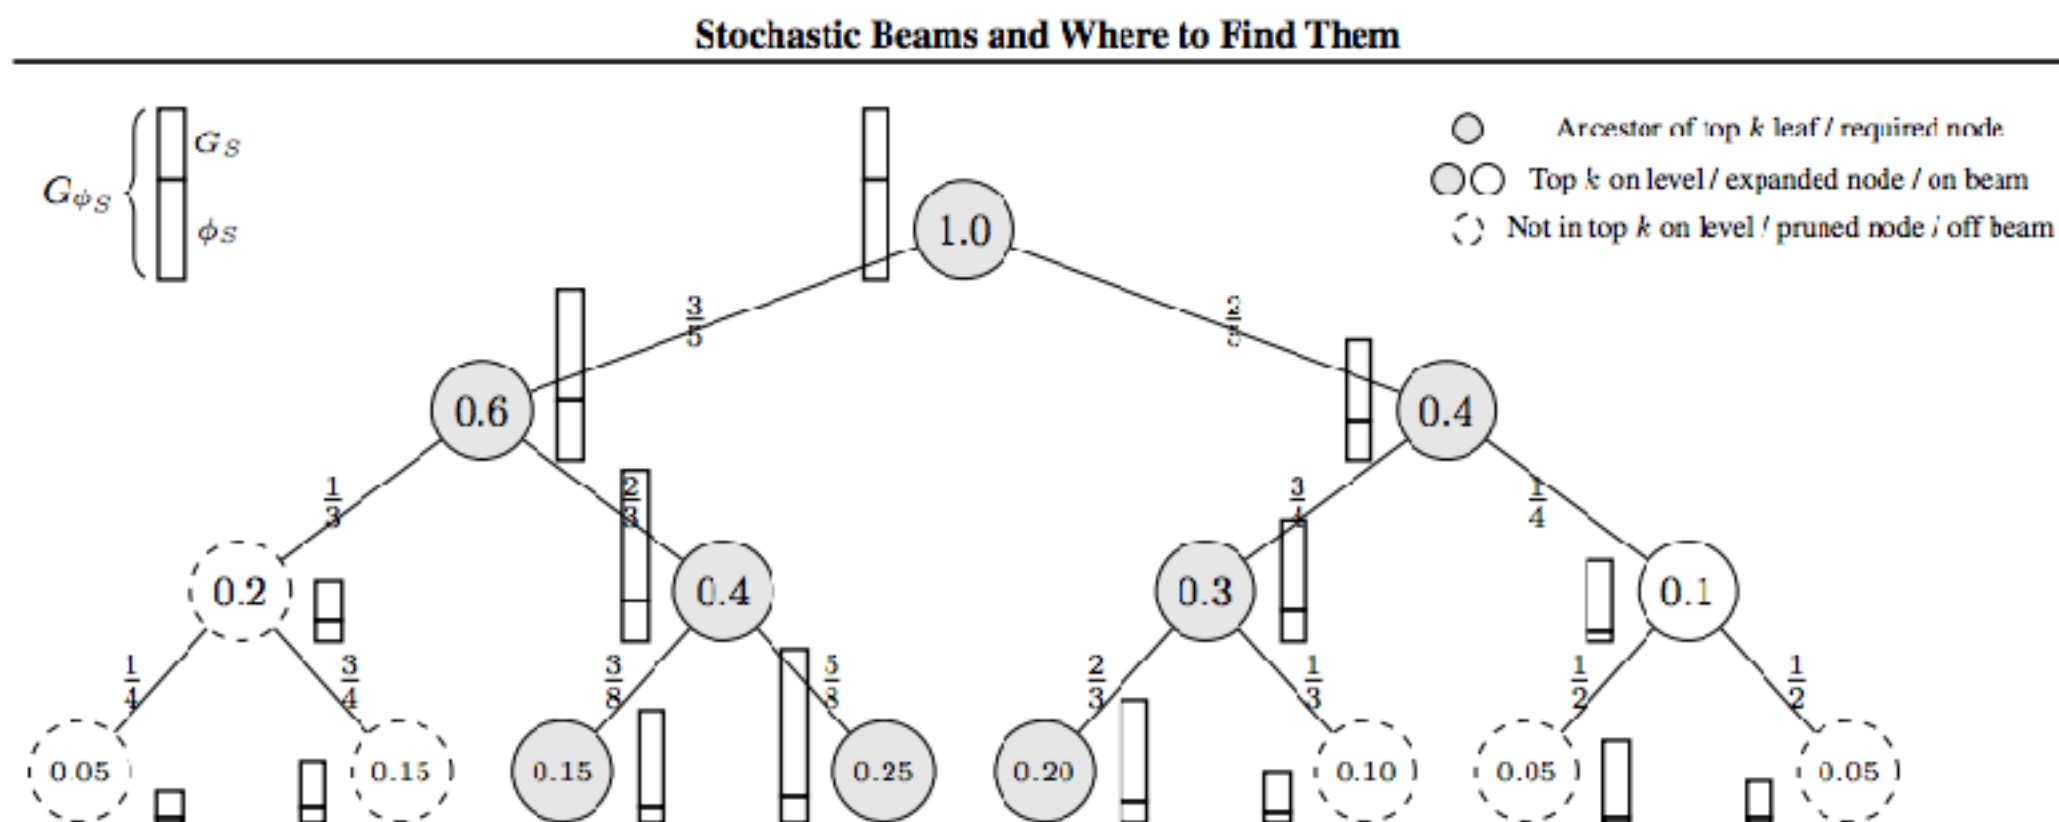 Stochastic Beams and Where to Find Them
G_S
G_{ϕ_S}
ϕ_S
Ancestor of top k leaf / required node
Top k on level / expanded node / on beam
Not in top k on level / pruned node / off beam
1.0
3/5 2/5
0.6 0.4
1/3 2/3 3/4 1/4
0.2 0.4 0.3 0.1
1/4 3/4 3/8 5/8 2/3 1/3 1/2 1/2
0.05 0.15 0.15 0.25 0.20 0.10 0.05 0.05